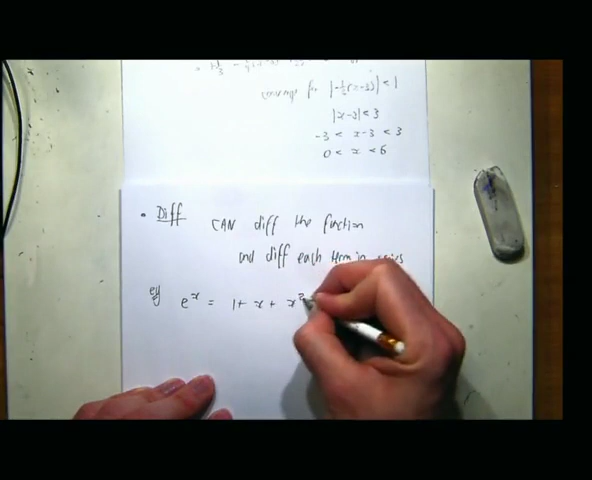 converge for |-⅓(x-3)| < 1
|x-3| < 3
-3 < x-3 < 3
0 < x < 6
• Diff CAN diff the function
and diff each term in series
eg e^x = 1 + x + x²